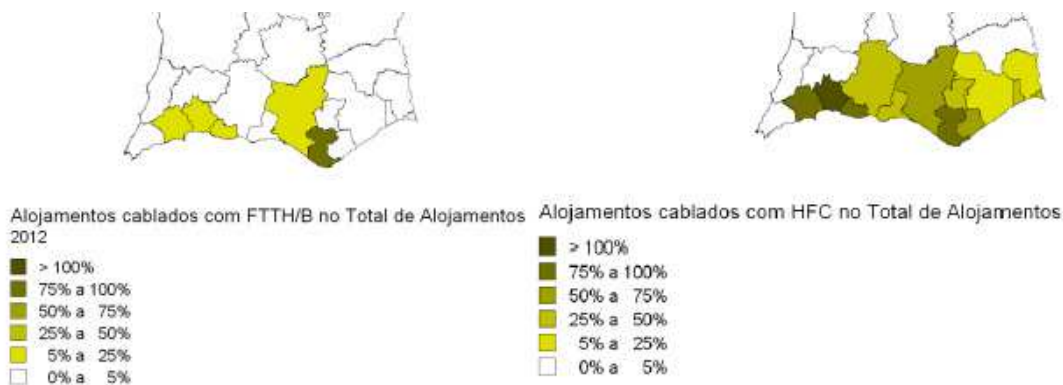 Alojamentos cablados com FTTH/B no Total de Alojamentos
2012
> 100%
75% a 100%
50% a 75%
25% a 50%
5% a 25%
0% a 5%
Alojamentos cablados com HFC no Total de Alojamentos
≥ 100%
75% a 100%
50% a 75%
25% a 50%
5% a 25%
0% a 5%